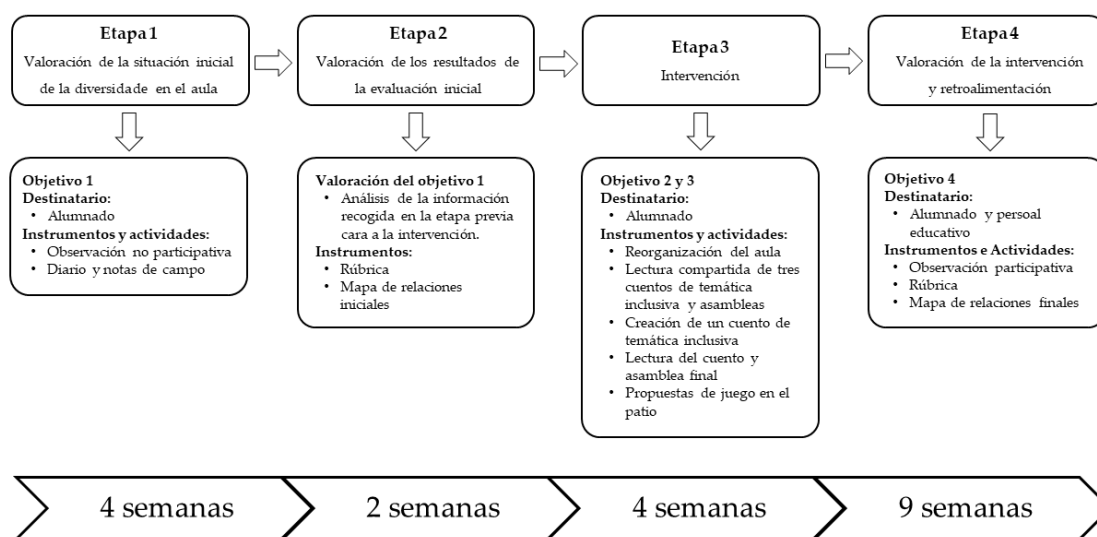 Etapa 1
Valoración de la situación inicial
de la diversidade en el aula
Etapa 2
Valoración de los resultados de
la evaluación inicial
Etapa 3
Intervención
Etapa 4
Valoración de la intervención
y retroalimentación
Objetivo 1
Destinatario:
• Alumnado
Instrumentos y actividades:
• Observación no participativa
• Diario y notas de campo
Valoración del objetivo 1
• Análisis de la información
recogida en la etapa previa
cara a la intervención.
Instrumentos:
• Rúbrica
• Mapa de relaciones
iniciales
Objetivo 2 y 3
Destinatario:
• Alumnado
Instrumentos y actividades:
• Reorganización del aula
• Lectura compartida de tres
cuentos de temática
inclusiva y asambleas
• Creación de un cuento de
temática inclusiva
• Lectura del cuento y
asamblea final
• Propuestas de juego en el
patio
Objetivo 4
Destinatario:
• Alumnado y persoal
educativo
Instrumentos e Actividades:
• Observación participativa
• Rúbrica
• Mapa de relaciones finales
4 semanas
2 semanas
4 semanas
9 semanas